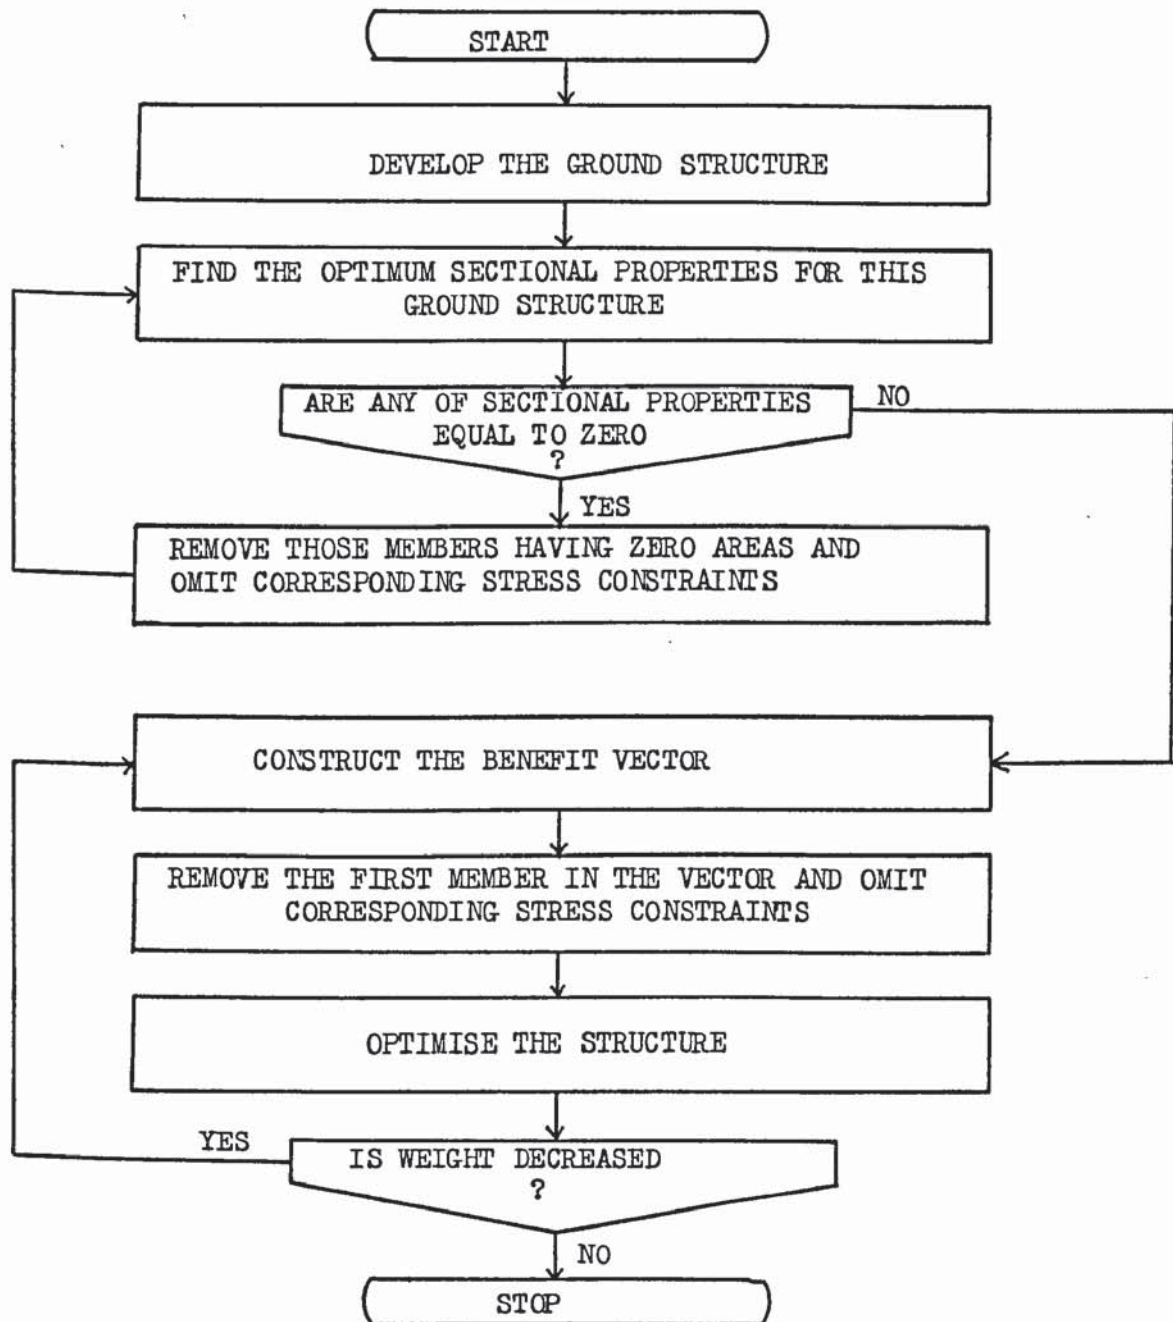 START
DEVELOP THE GROUND STRUCTURE
FIND THE OPTIMUM SECTIONAL PROPERTIES FOR THIS
GROUND STRUCTURE
ARE ANY OF SECTIONAL PROPERTIES
EQUAL TO ZERO
?
NO
YES
REMOVE THOSE MEMBERS HAVING ZERO AREAS AND
OMIT CORRESPONDING STRESS CONSTRAINTS
CONSTRUCT THE BENEFIT VECTOR
REMOVE THE FIRST MEMBER IN THE VECTOR AND OMIT
CORRESPONDING STRESS CONSTRAINTS
OPTIMISE THE STRUCTURE
YES
IS WEIGHT DECREASED
?
NO
STOP